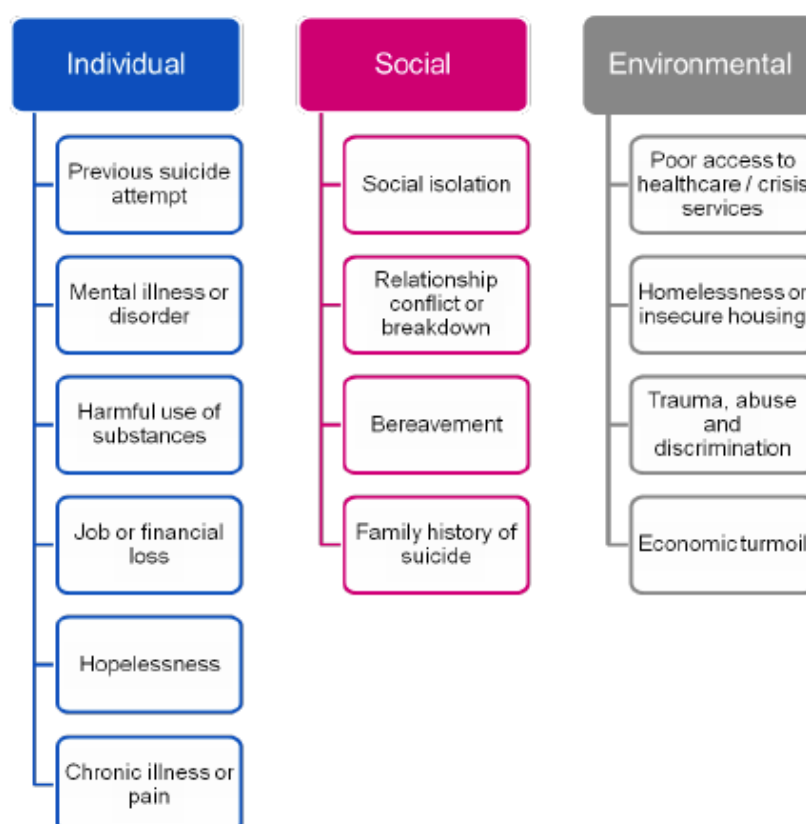 Individual
Previous suicide
attempt
Mental illness or
disorder
Harmful use of
substances
Job or financial
loss
Hopelessness
Chronic illness or
pain
Social
Social isolation
Relationship
conflict or
breakdown
Bereavement
Family history of
suicide
Environmental
Poor access to
healthcare / crisis
services
Homelessness or
insecure housing
Trauma, abuse
and
discrimination
Economic turmoil